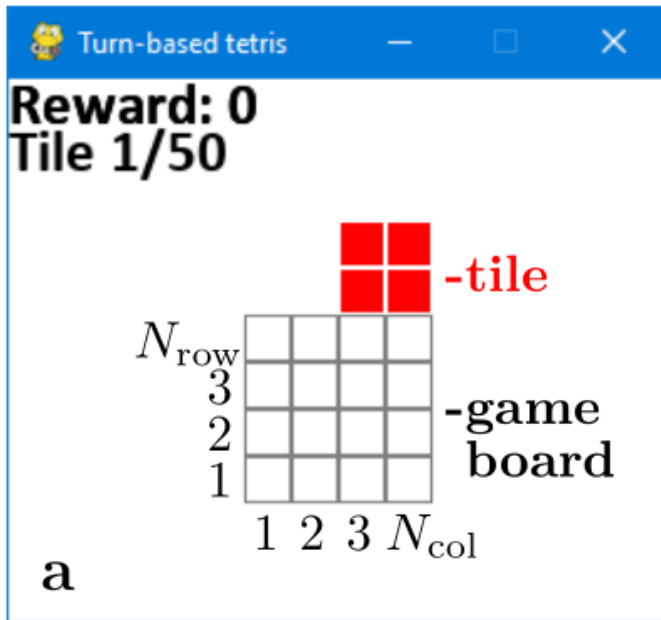 Turn-based tetris
Reward: 0
Tile 1/50
-tile
N_row
3
-game
2
board
1
1 2 3 N_col
a